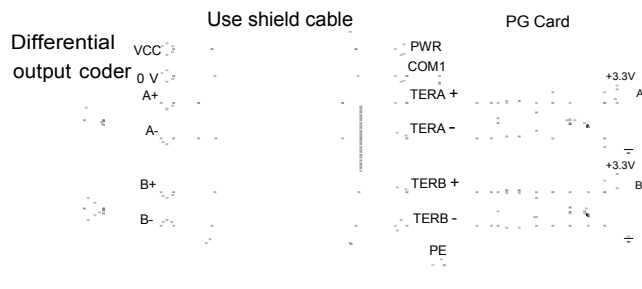 Use shield cable
PG Card
Differential
output coder
VCC
PWR
0 V
COM1
+3.3V
A+
TERA +
A
A-
TERA -
+3.3V
B+
TERB +
B
B-
TERB -
PE